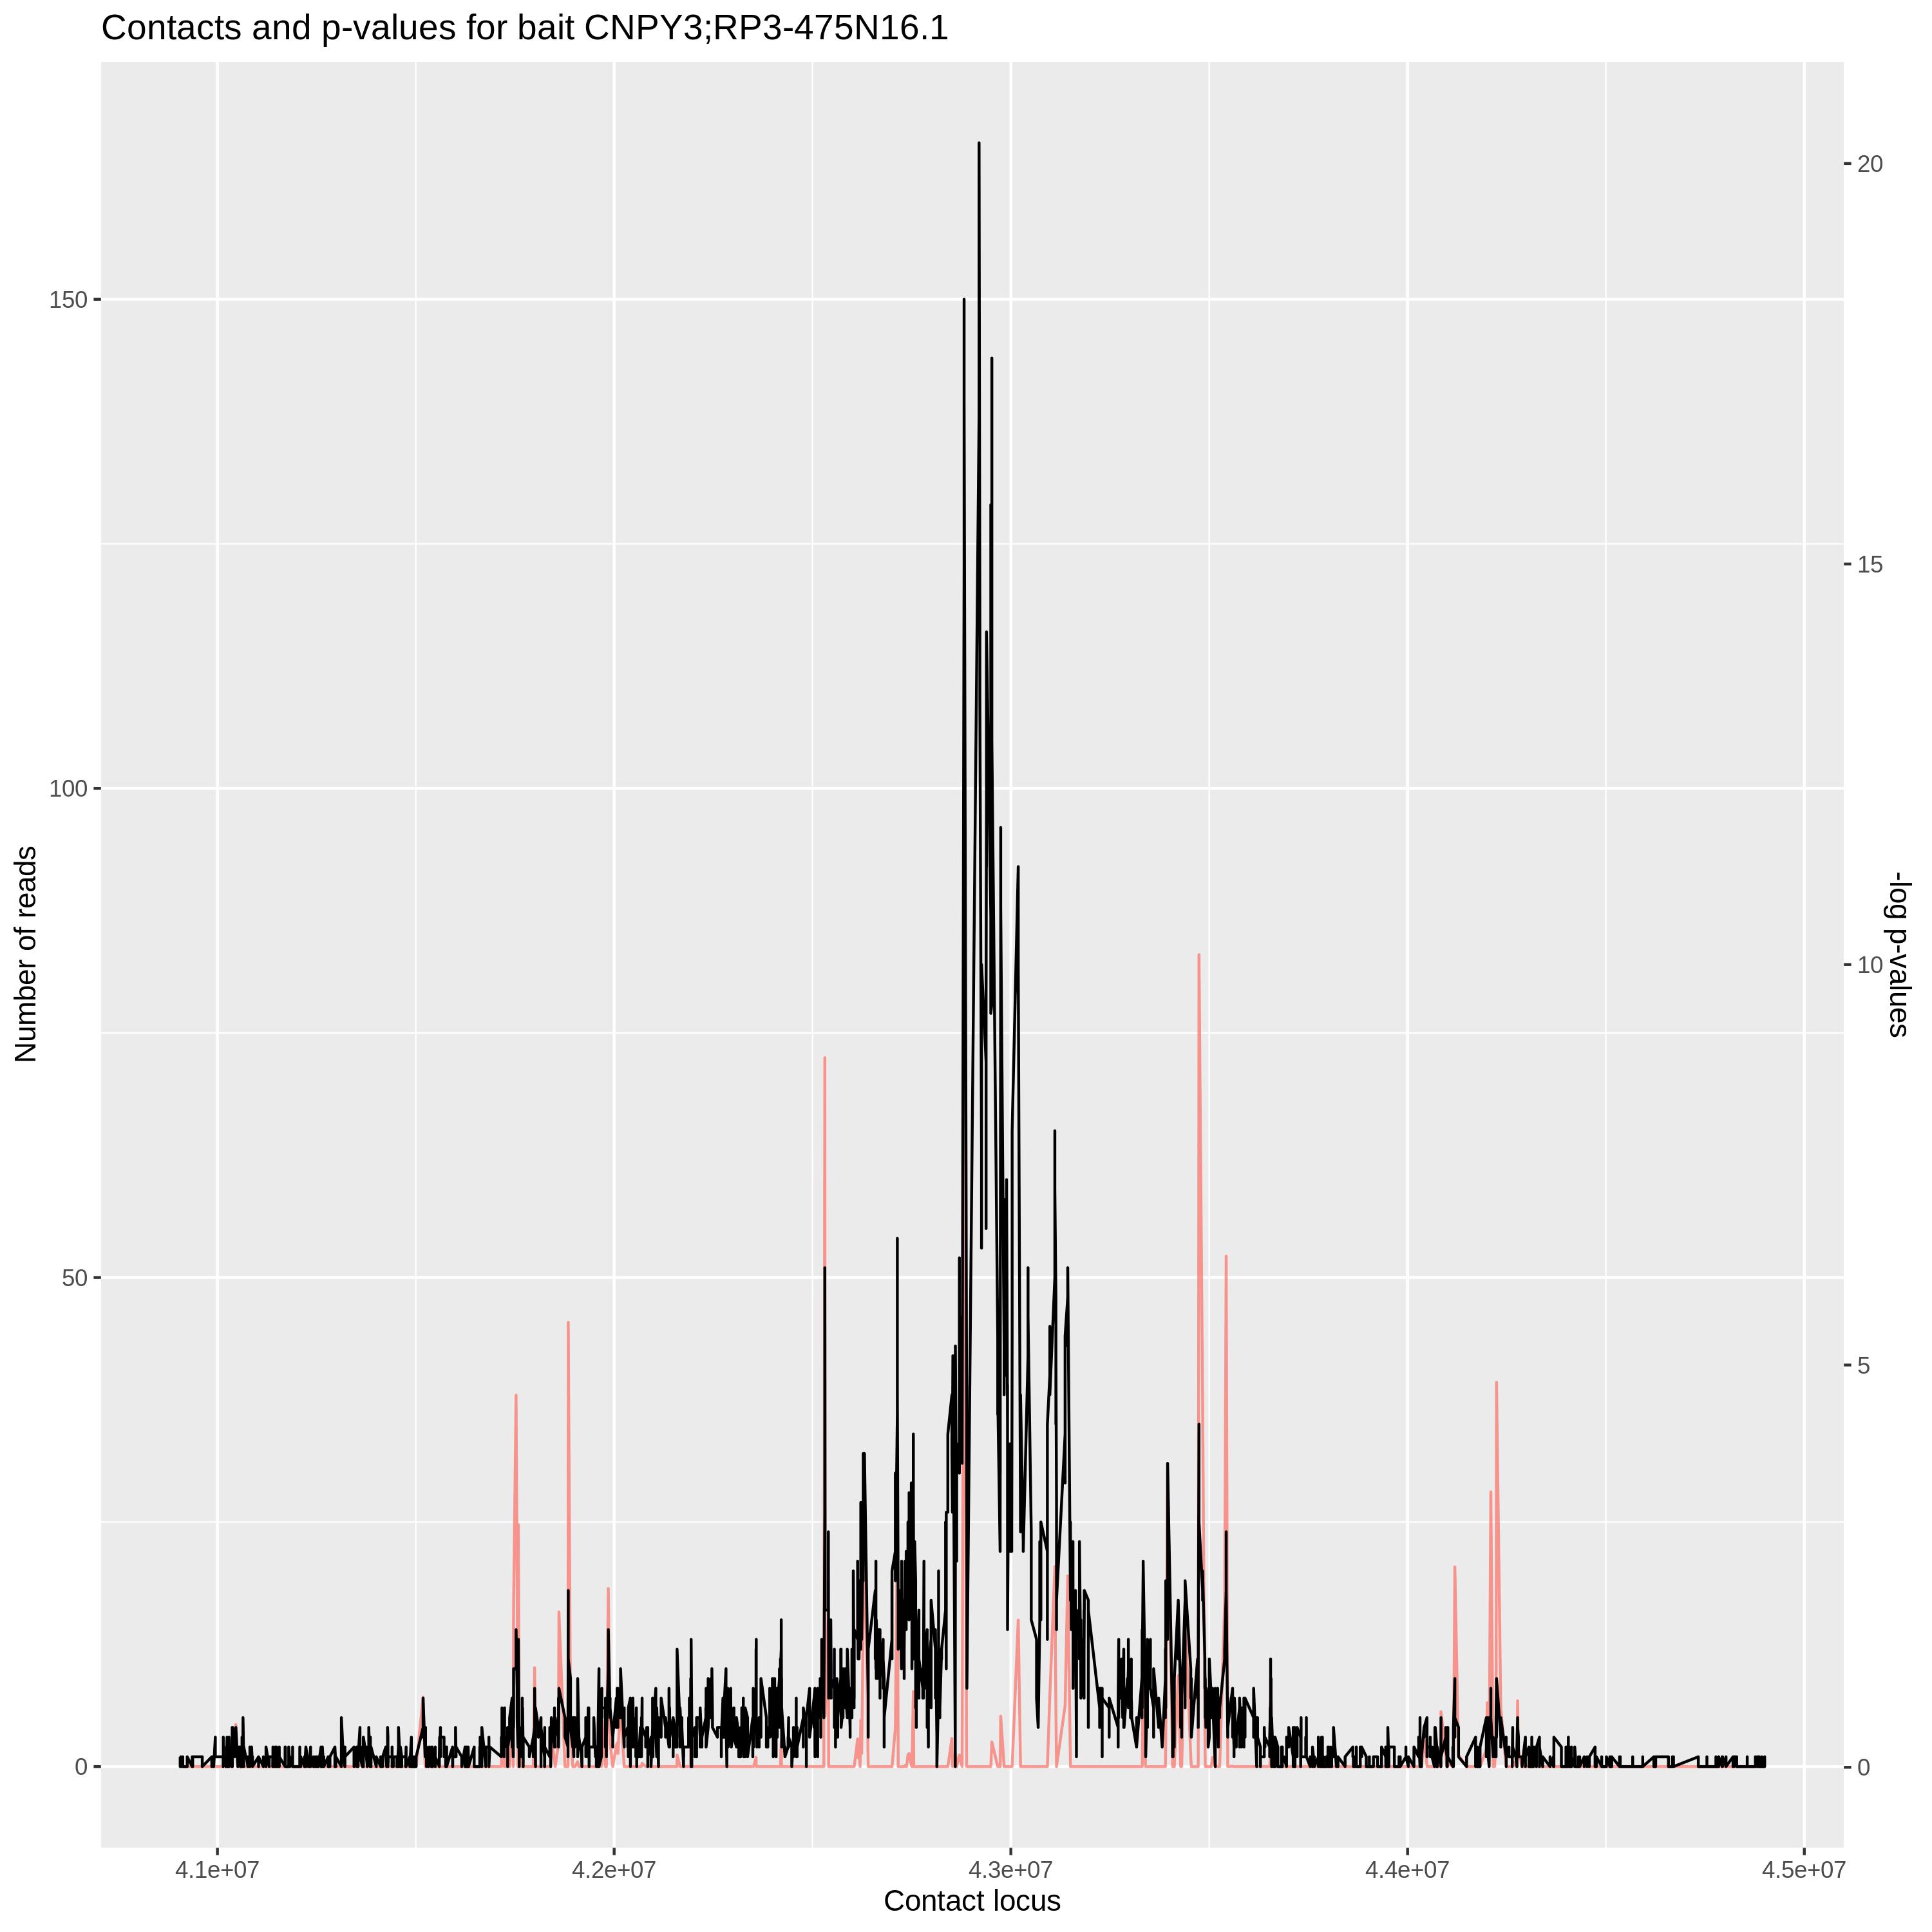 Contacts and p-values for bait CNPY3;RP3-475N16.1
150
100
50
0
Number of reads
20
15
10
5
0
-log p-values
4.1e+07 4.2e+07 4.3e+07 4.4e+07 4.5e+07
Contact locus